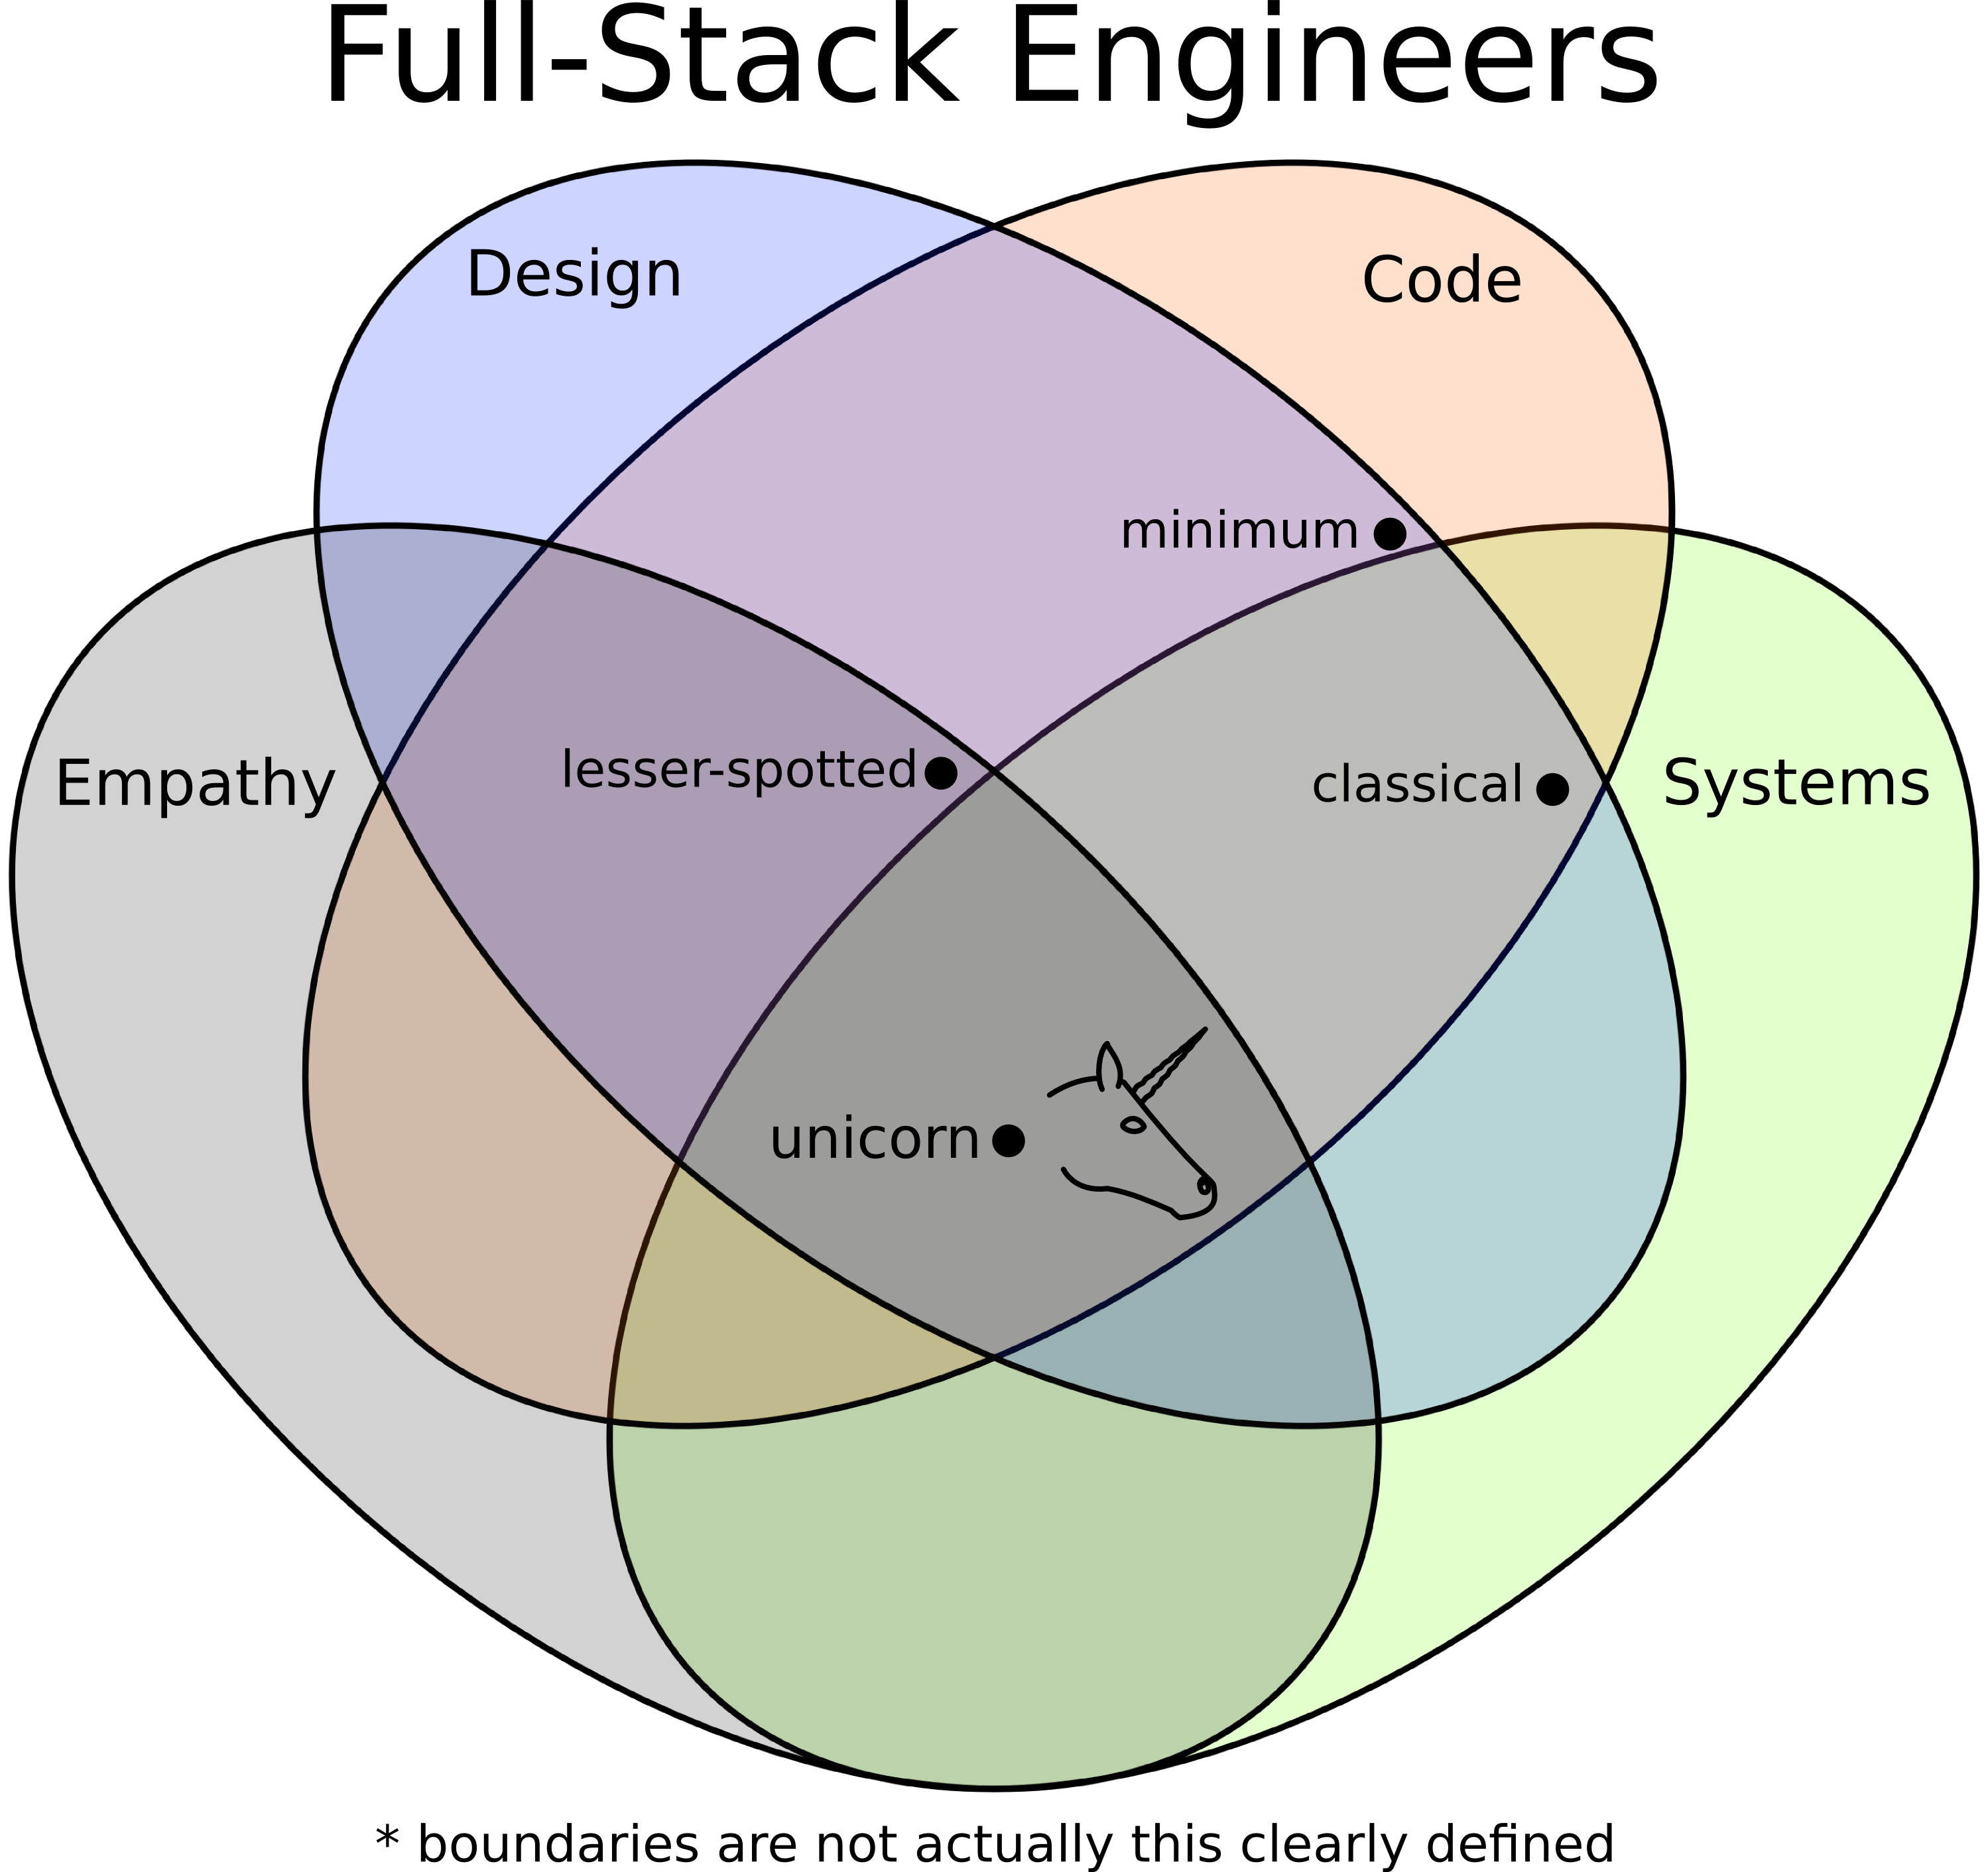 Full-Stack Engineers
Design
Code
minimum
lesser-spotted
classical
Empathy
Systems
unicorn
* boundaries are not actually this clearly defined